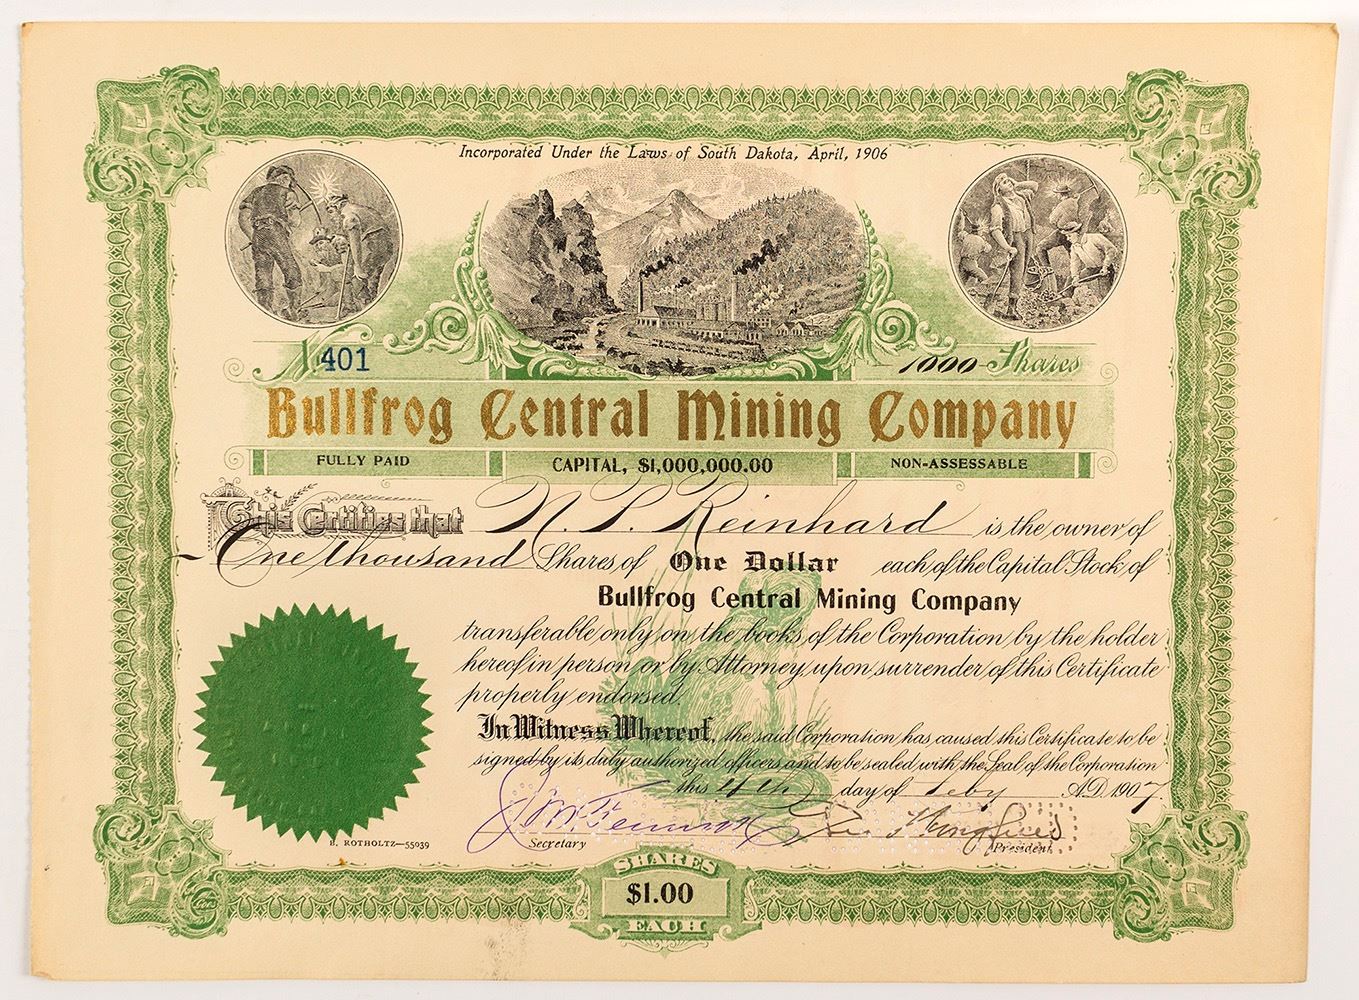 Incorporated Under the Laws of South Dakota, April, 1906
N 401
1000 Shares
Bullfrog Central Mining Company
FULLY PAID
CAPITAL, $1,000,000.00
NON-ASSESSABLE
This Certifies that N. P. Reinhard is the owner of
One thousand Shares of One Dollar each of the Capital Stock of
Bullfrog Central Mining Company
transferable only on the books of the Corporation by the holder
hereof in person or by Attorney, upon surrender of this Certificate
properly endorsed.
In Witness Whereof, the said Corporation has caused this Certificate to be
signed by its duly authorized officers and to be sealed with the Seal of the Corporation
this 4th day of Feby A.D. 1907.
Secretary
President
B. ROTHOLTZ—55039
SHARES
$1.00
EACH